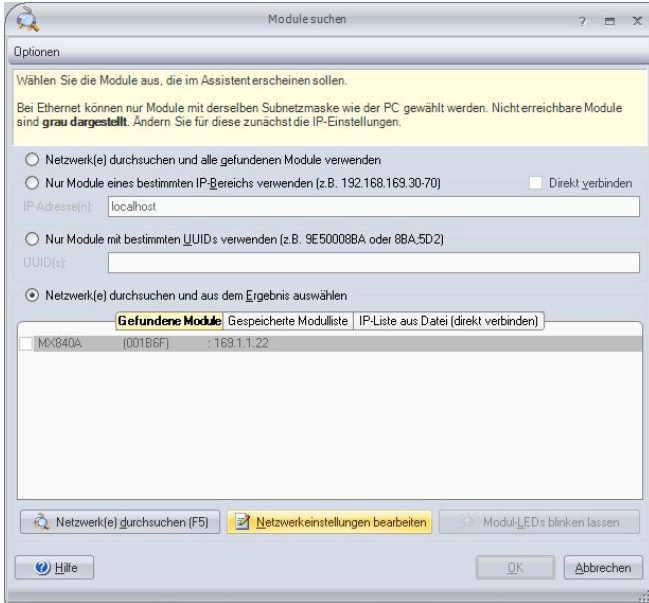 Module suchen
Optionen
Wählen Sie die Module aus, die im Assistent erscheinen sollen.
Bei Ethernet können nur Module mit derselben Subnetzmaske wie der PC gewählt werden. Nicht erreichbare Module
sind grau dargestellt. Ändern Sie für diese zunächst die IP-Einstellungen.
Netzwerk(e) durchsuchen und alle gefundenen Module verwenden
Nur Module eines bestimmten IP-Bereichs verwenden (z.B. 192.168.169.30-70) Direkt verbinden
IP-Adresse(n): localhost
Nur Module mit bestimmten UUIDs verwenden (z.B. 9E50008BA oder 8BA;5D2)
UUID(s):
Netzwerk(e) durchsuchen und aus dem Ergebnis auswählen
Gefundene Module Gespeicherte Modulliste IP-Liste aus Datei (direkt verbinden)
MX840A (001B6F) : 169.1.1.22
Netzwerk(e) durchsuchen (F5) Netzwerkeinstellungen bearbeiten Modul-LEDs blinken lassen
Hilfe OK Abbrechen